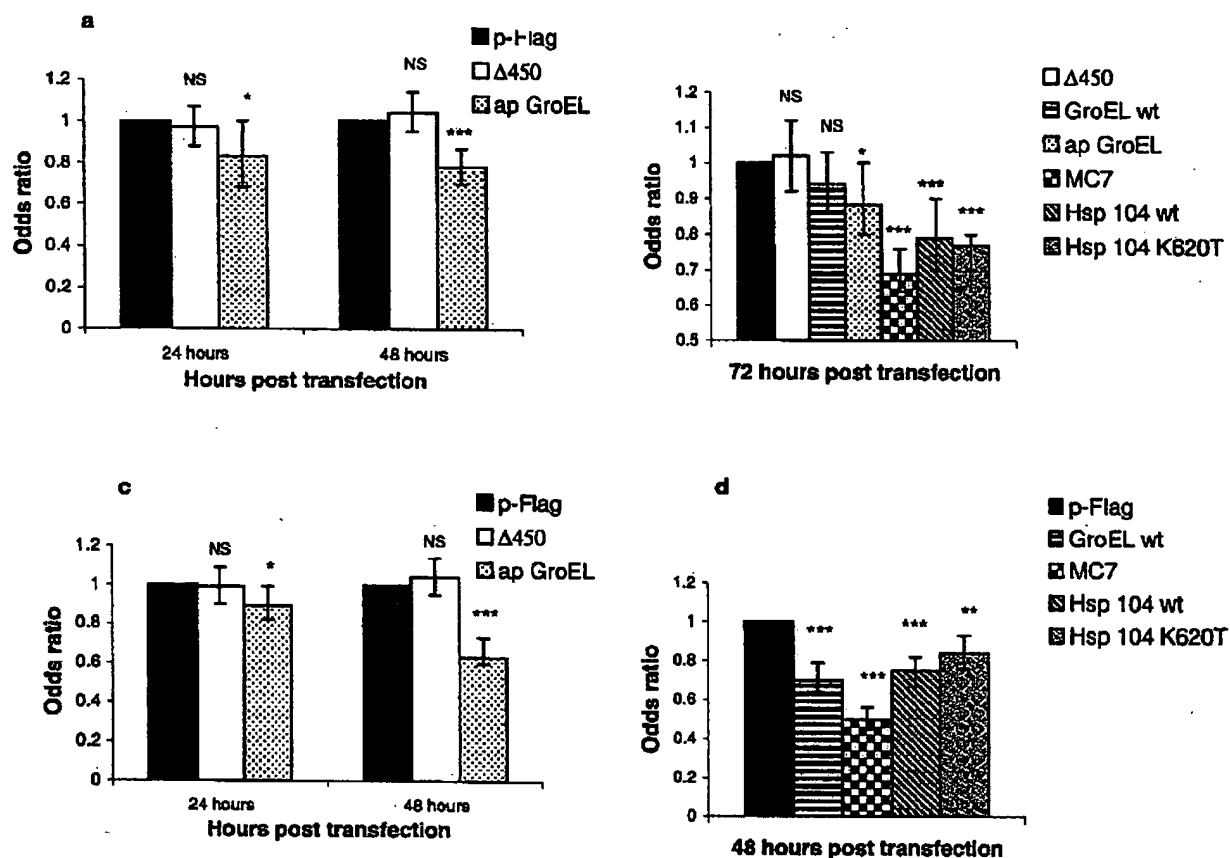 a
p-Flag
Δ450
ap GroEL
Odds ratio
1.2
1
0.8
0.6
0.4
0.2
0
NS
*
NS
***
24 hours
48 hours
Hours post transfection
Δ450
GroEL wt
ap GroEL
MC7
Hsp 104 wt
Hsp 104 K620T
Odds ratio
1.2
1.1
1
0.9
0.8
0.7
0.6
0.5
NS
NS
*
***
***
***
72 hours post transfection
c
p-Flag
Δ450
ap GroEL
Odds ratio
1.2
1
0.8
0.6
0.4
0.2
0
NS
*
NS
***
24 hours
48 hours
Hours post transfection
d
p-Flag
GroEL wt
MC7
Hsp 104 wt
Hsp 104 K620T
Odds ratio
1.2
1
0.8
0.6
0.4
0.2
0
***
***
***
**
48 hours post transfection